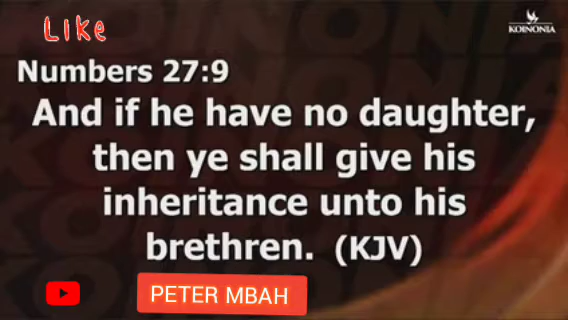 Like
KOINONIA
Numbers 27:9
And if he have no daughter,
then ye shall give his
inheritance unto his
brethren. (KJV)
PETER MBAH